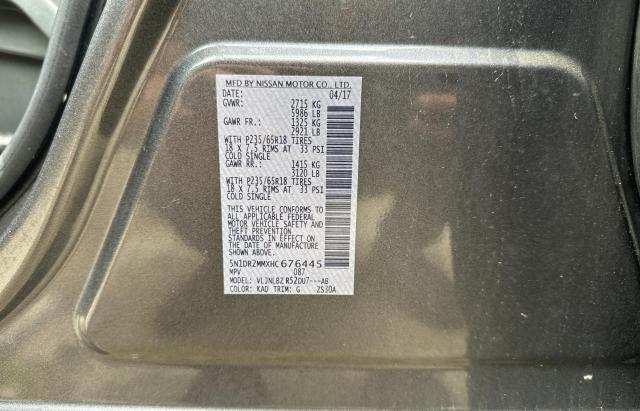 MFD BY NISSAN MOTOR CO., LTD.
DATE: 04/17
GVWR: 2715 KG
5986 LB
GAWR FR.: 1325 KG
2921 LB
WITH P235/65R18 TIRES
18 X 7.5 RIMS AT 33 PSI
COLD SINGLE
GAWR RR.: 1415 KG
3120 LB
WITH P235/65R18 TIRES
18 X 7.5 RIMS AT 33 PSI
COLD SINGLE
THIS VEHICLE CONFORMS TO
ALL APPLICABLE FEDERAL
MOTOR VEHICLE SAFETY AND
THEFT PREVENTION
STANDARDS IN EFFECT ON
THE DATE OF MANUFACTURE
SHOWN ABOVE.
5N1DR2MMXHC676445
MPV 087
MODEL: VLJNLBZ R52OU7---AB
COLOR: KAD TRIM: G ZS30A